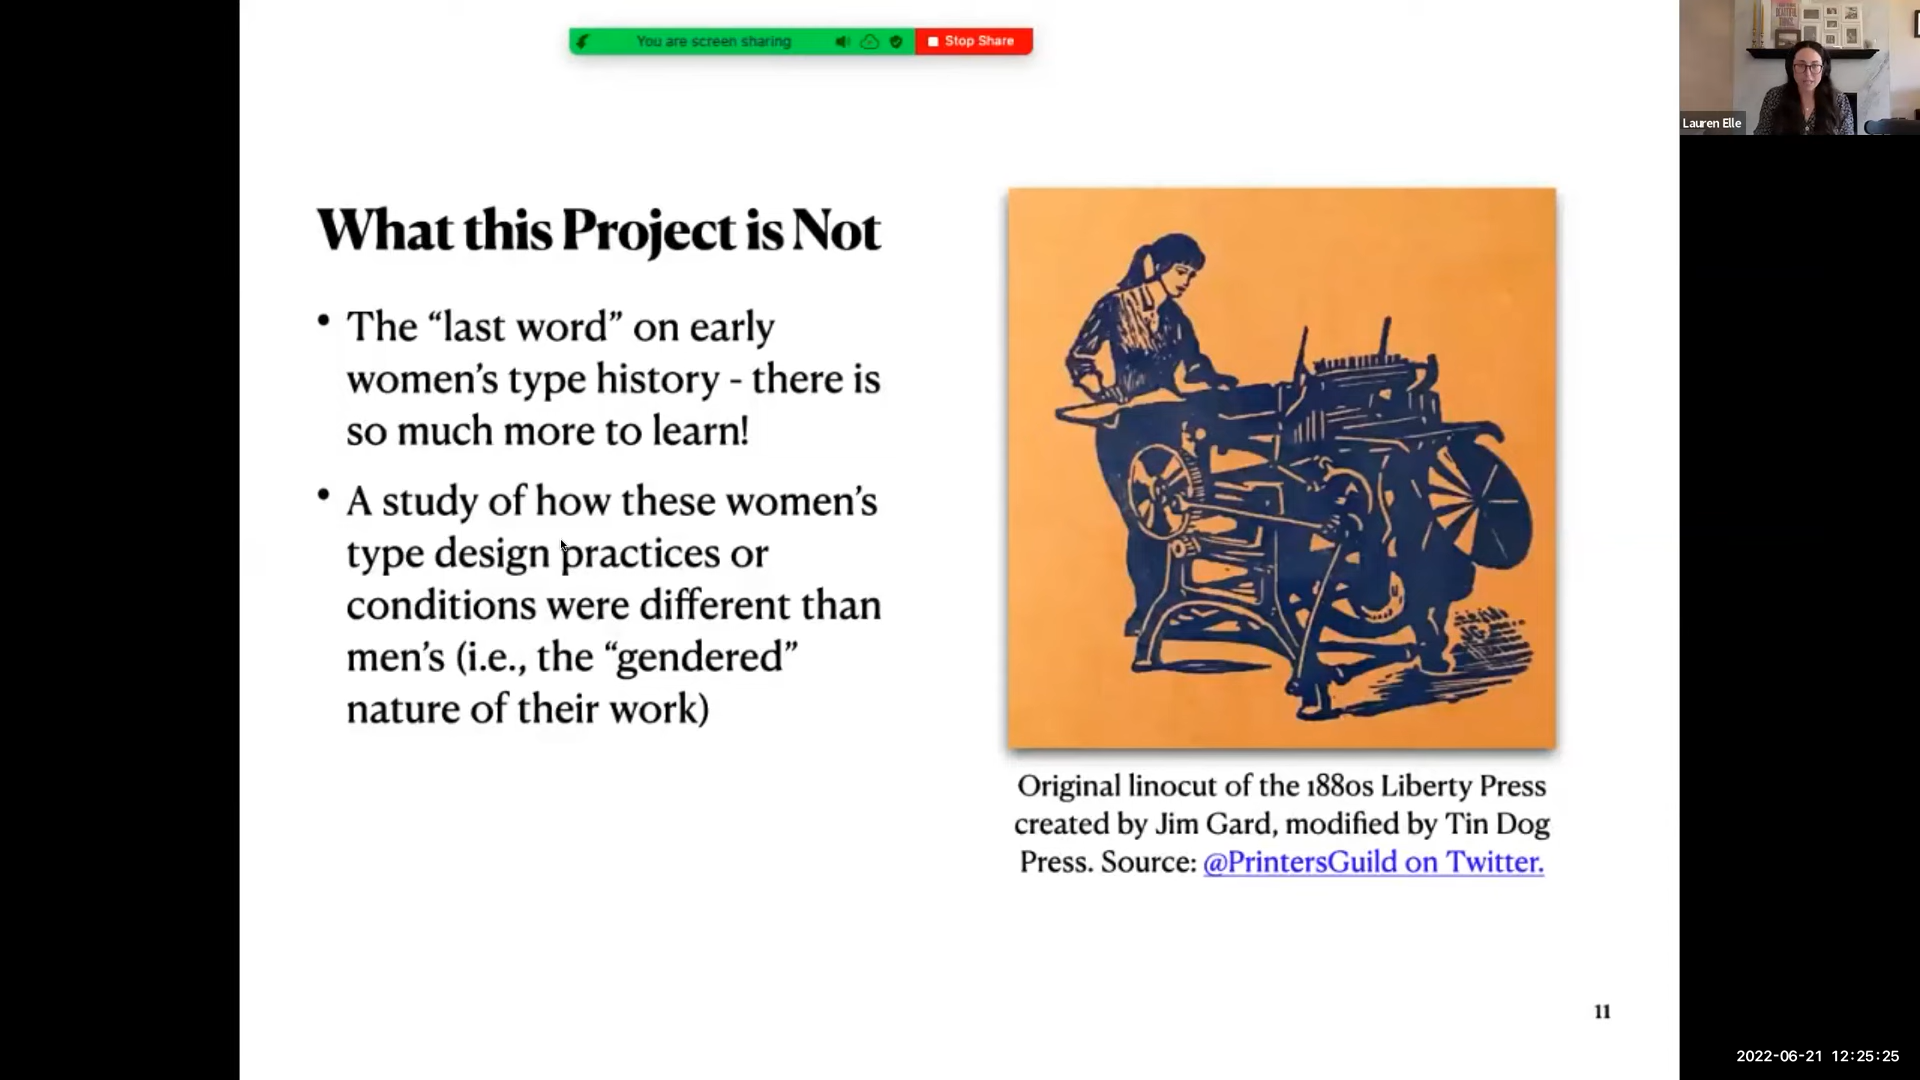 You are screen sharing
Stop Share
Lauren Elle
What this Project is Not
• The “last word” on early
women’s type history - there is
so much more to learn!
• A study of how these women’s
type design practices or
conditions were different than
men’s (i.e., the “gendered”
nature of their work)
Original linocut of the 1880s Liberty Press
created by Jim Gard, modified by Tin Dog
Press. Source: @PrintersGuild on Twitter.
11
2022-06-21 12:25:25